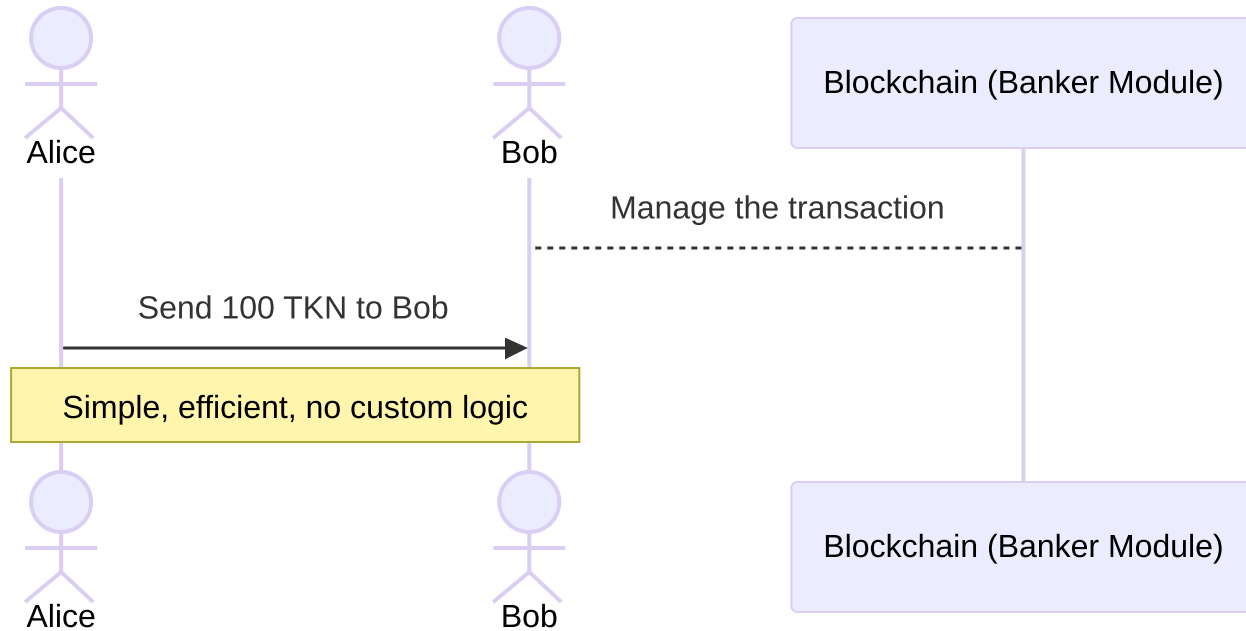 Alice
Bob
Blockchain (Banker Module)
Manage the transaction
Send 100 TKN to Bob
Simple, efficient, no custom logic
Alice
Bob
Blockchain (Banker Module)